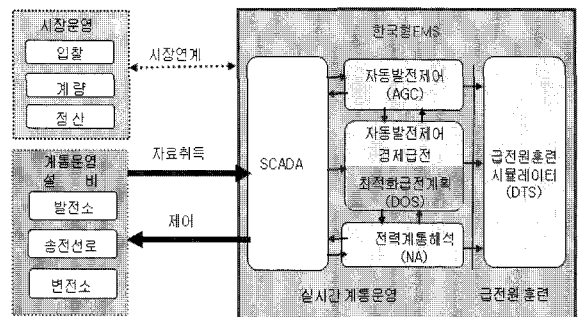 시장운영
입찰
계량
정산
시장연계
계통운영
설 비
발전소
송전선로
변전소
자료취득
제어
한국형EMS
SCADA
자동발전제어
(AGC)
자동발전제어
경제급전
최적화급전계획
(DOS)
전력계통해석
(NA)
급전원훈련
시뮬레이터
(DTS)
실시간 계통운영
급전원 훈련